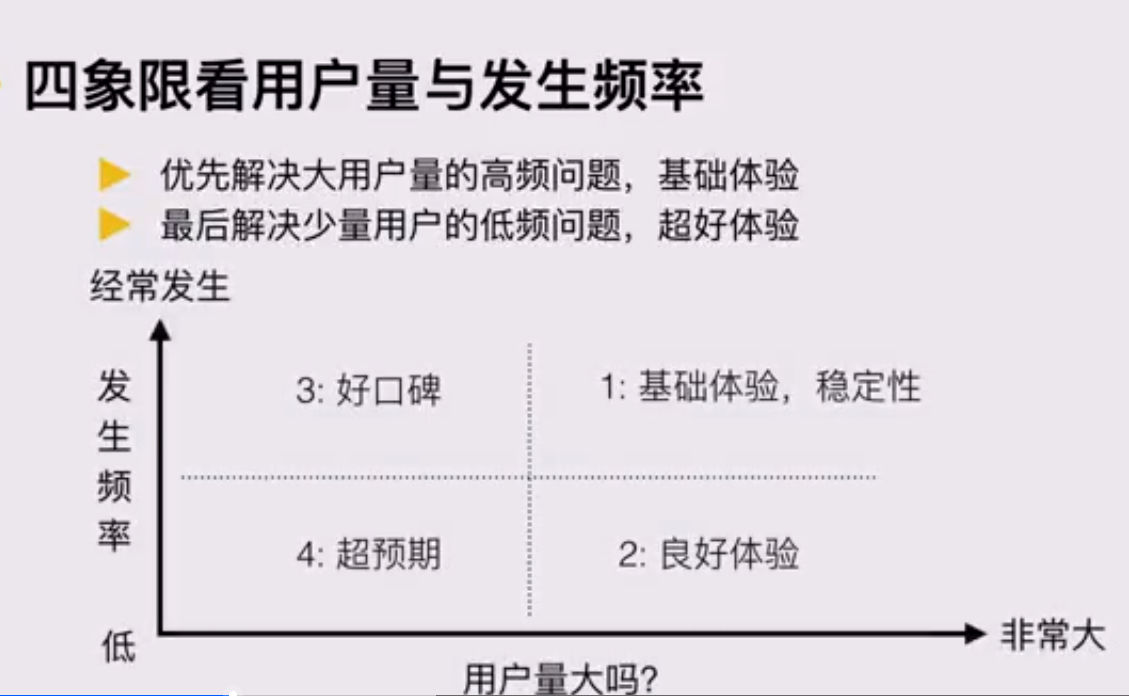 四象限看用户量与发生频率
优先解决大用户量的高频问题，基础体验
最后解决少量用户的低频问题，超好体验
经常发生
发生频率
3: 好口碑
1: 基础体验，稳定性
4: 超预期
2: 良好体验
低
非常大
用户量大吗?